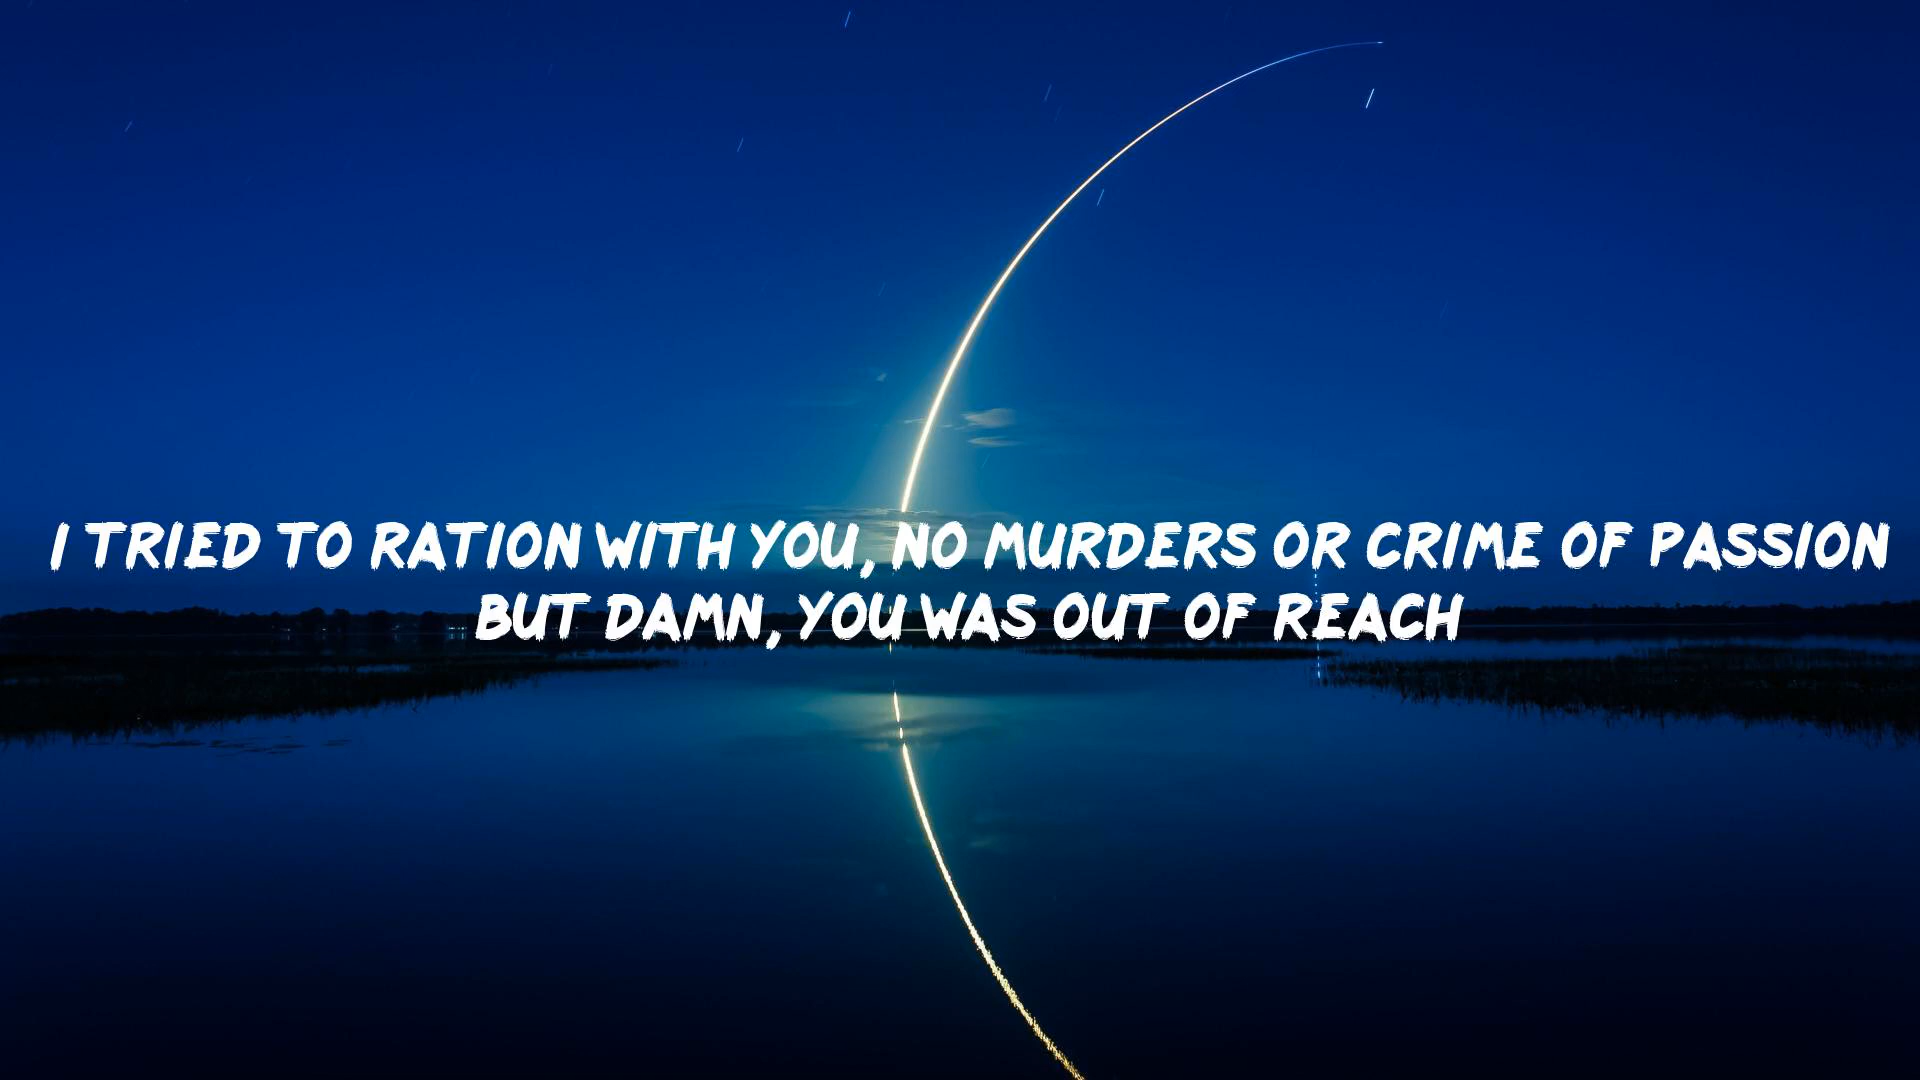 I TRIED TO RATION WITH YOU, NO MURDERS OR CRIME OF PASSION
BUT DAMN, YOU WAS OUT OF REACH